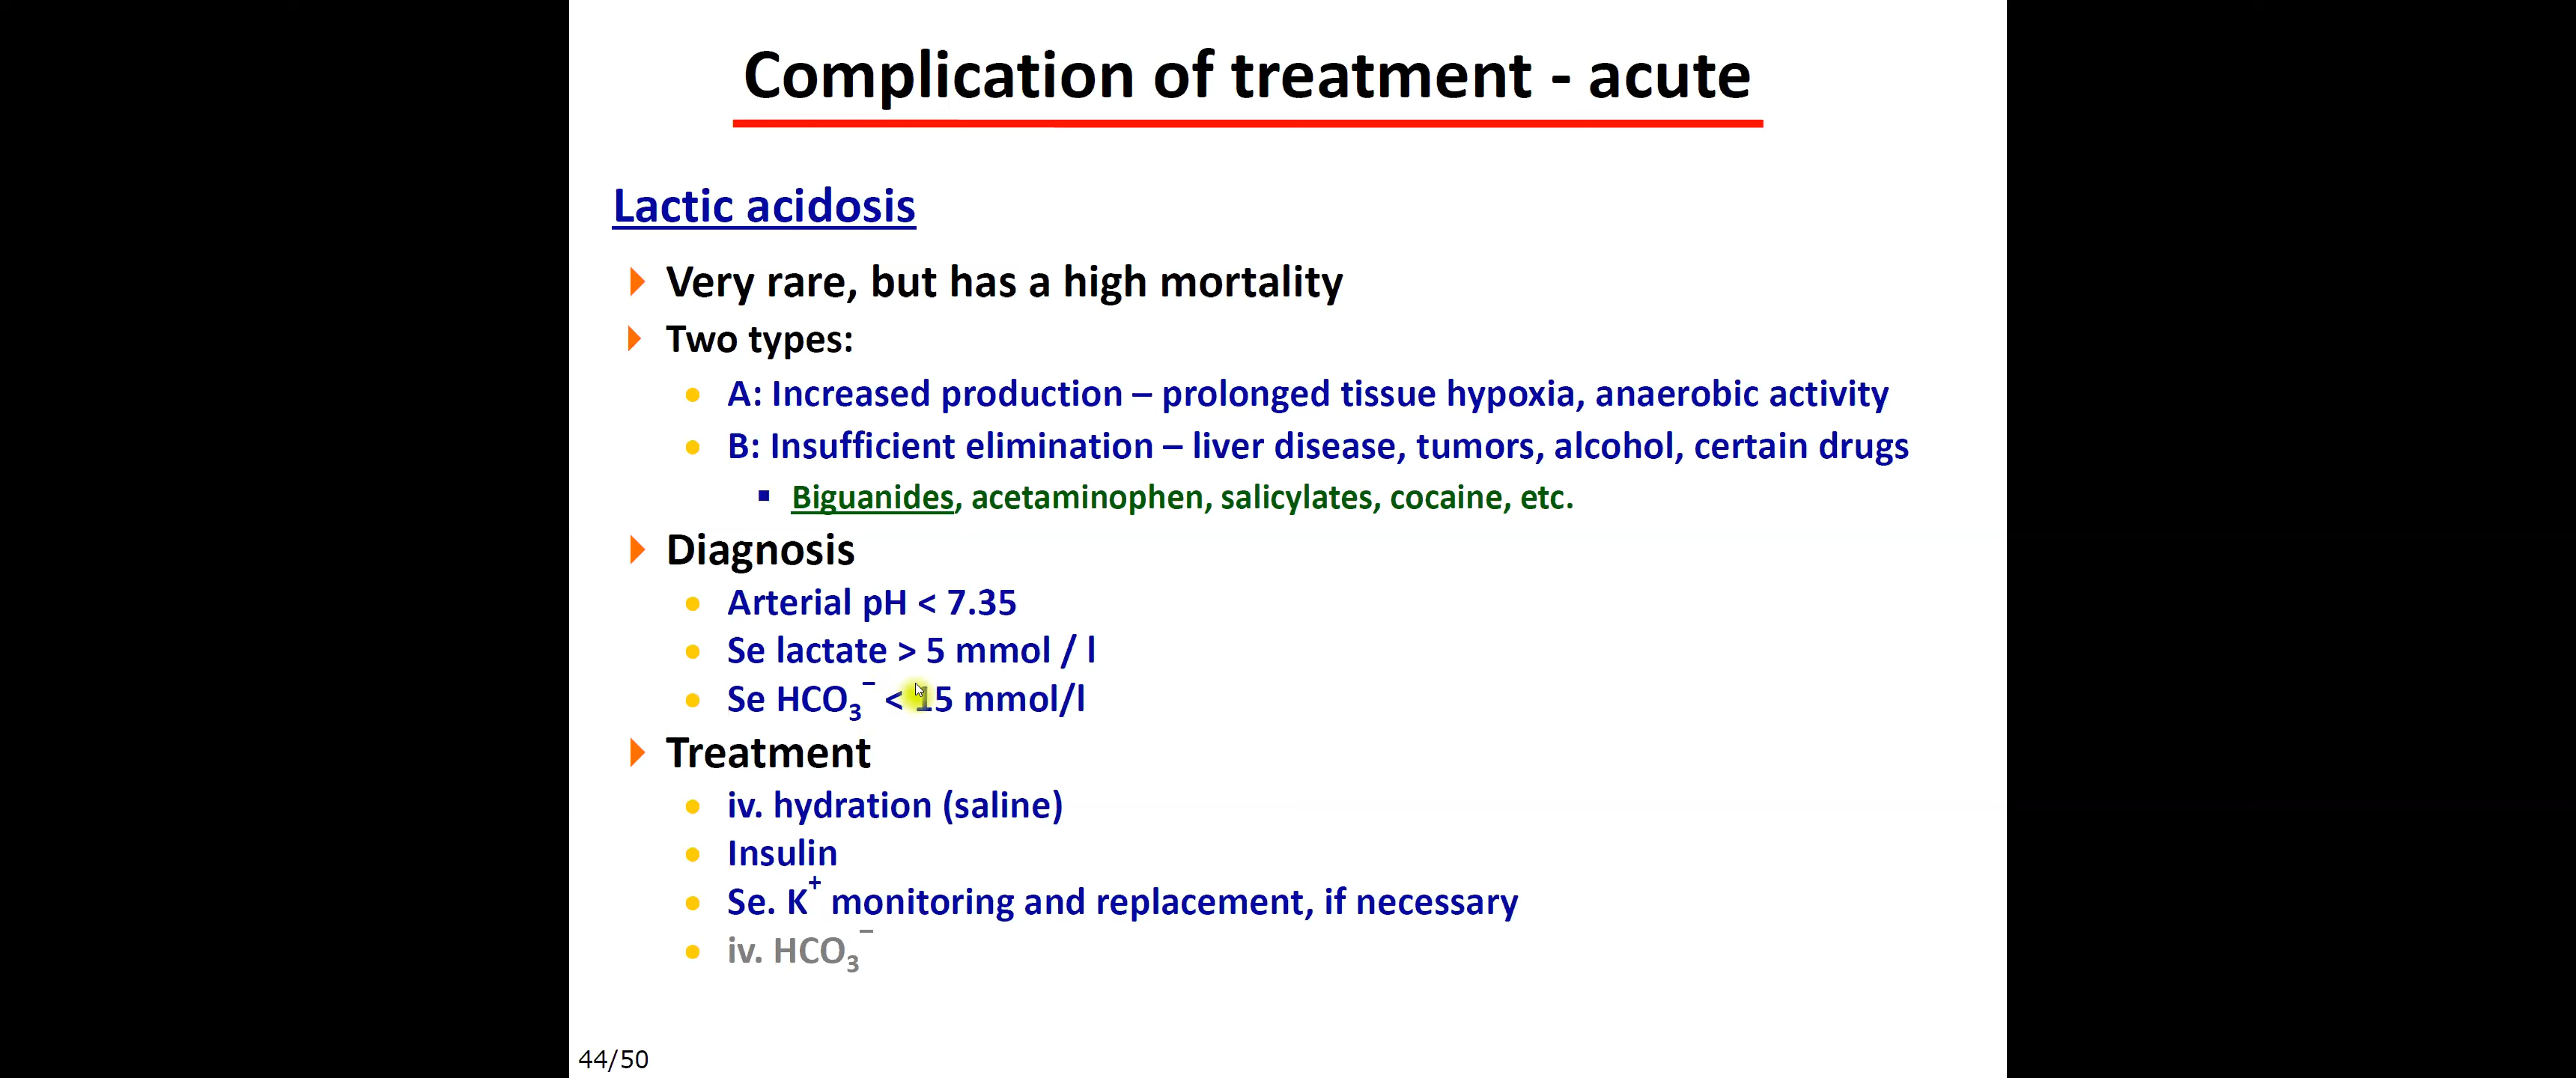 Complication of treatment - acute
Lactic acidosis
Very rare, but has a high mortality
Two types:
A: Increased production – prolonged tissue hypoxia, anaerobic activity
B: Insufficient elimination – liver disease, tumors, alcohol, certain drugs
Biguanides, acetaminophen, salicylates, cocaine, etc.
Diagnosis
Arterial pH < 7.35
Se lactate > 5 mmol / l
Se HCO₃⁻ < 15 mmol/l
Treatment
iv. hydration (saline)
Insulin
Se. K⁺ monitoring and replacement, if necessary
iv. HCO₃⁻
44/50